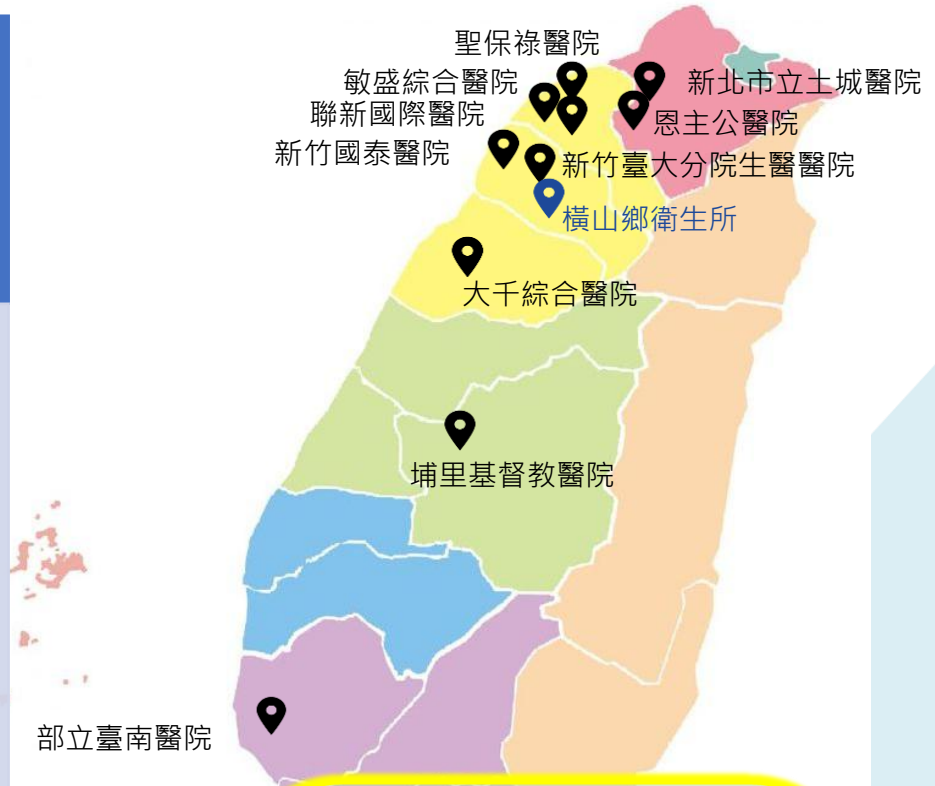 聖保祿醫院
敏盛綜合醫院
新北市立土城醫院
聯新國際醫院
恩主公醫院
新竹國泰醫院
新竹臺大分院生醫醫院
橫山鄉衛生所
大千綜合醫院
埔里基督教醫院
部立臺南醫院